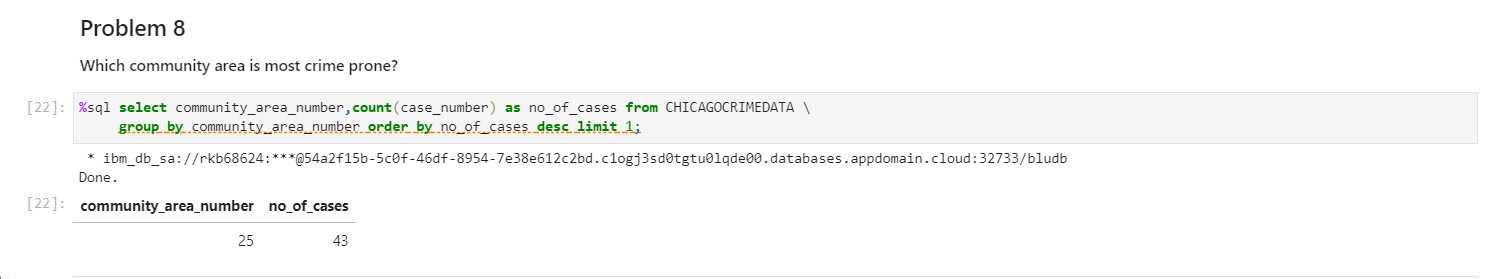 Problem 8
Which community area is most crime prone?
[22]: %sql select community_area_number,count(case_number) as no_of_cases from CHICAGOCRIMEDATA \
group by community_area_number order by no_of_cases desc limit 1;
* ibm_db_sa://rkb68624:***@54a2f15b-5c0f-46df-8954-7e38e612c2bd.c1ogj3sd0tgtu0lqde00.databases.appdomain.cloud:32733/bludb
Done.
[22]: community_area_number no_of_cases
25 43